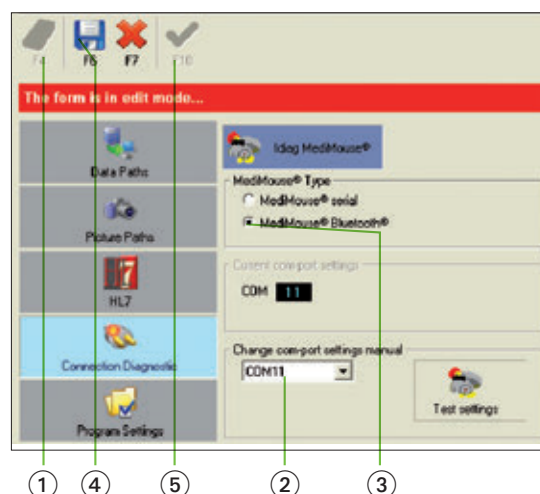 F4 F6 F7 F10
The form is in edit mode...
Data Paths
Picture Paths
HL7
HL7
Connection Diagnostic
Program Settings
Idiag MediMouse®
MediMouse® Type
MediMouse® serial
MediMouse® Bluetooth®
Current com-port settings
COM 11
Change com-port settings manual
COM11
Test settings
1 4 5 2 3